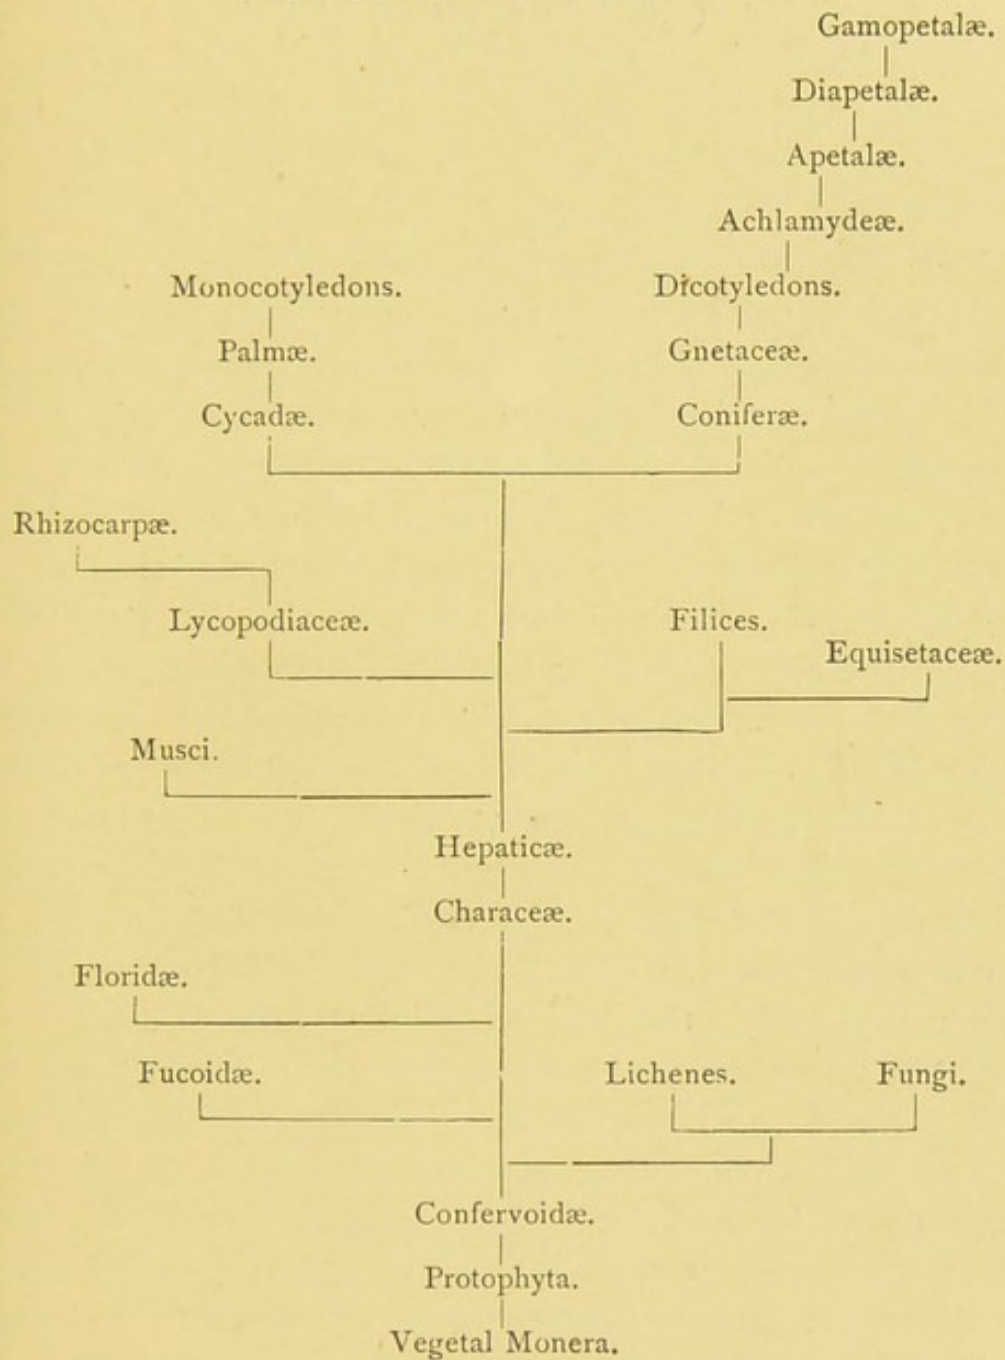 Gamopetalæ.
Diapetalæ.
Apetalæ.
Achlamydeæ.
Monocotyledons. Dicotyledons.
Palmæ. Gnetaceæ.
Cycadæ. Coniferæ.
Rhizocarpæ.
Lycopodiaceæ. Filices.
Equisetaceæ.
Musci.
Hepaticæ.
Characeæ.
Floridæ.
Fucoidæ. Lichenes. Fungi.
Confervoidæ.
Protophyta.
Vegetal Monera.